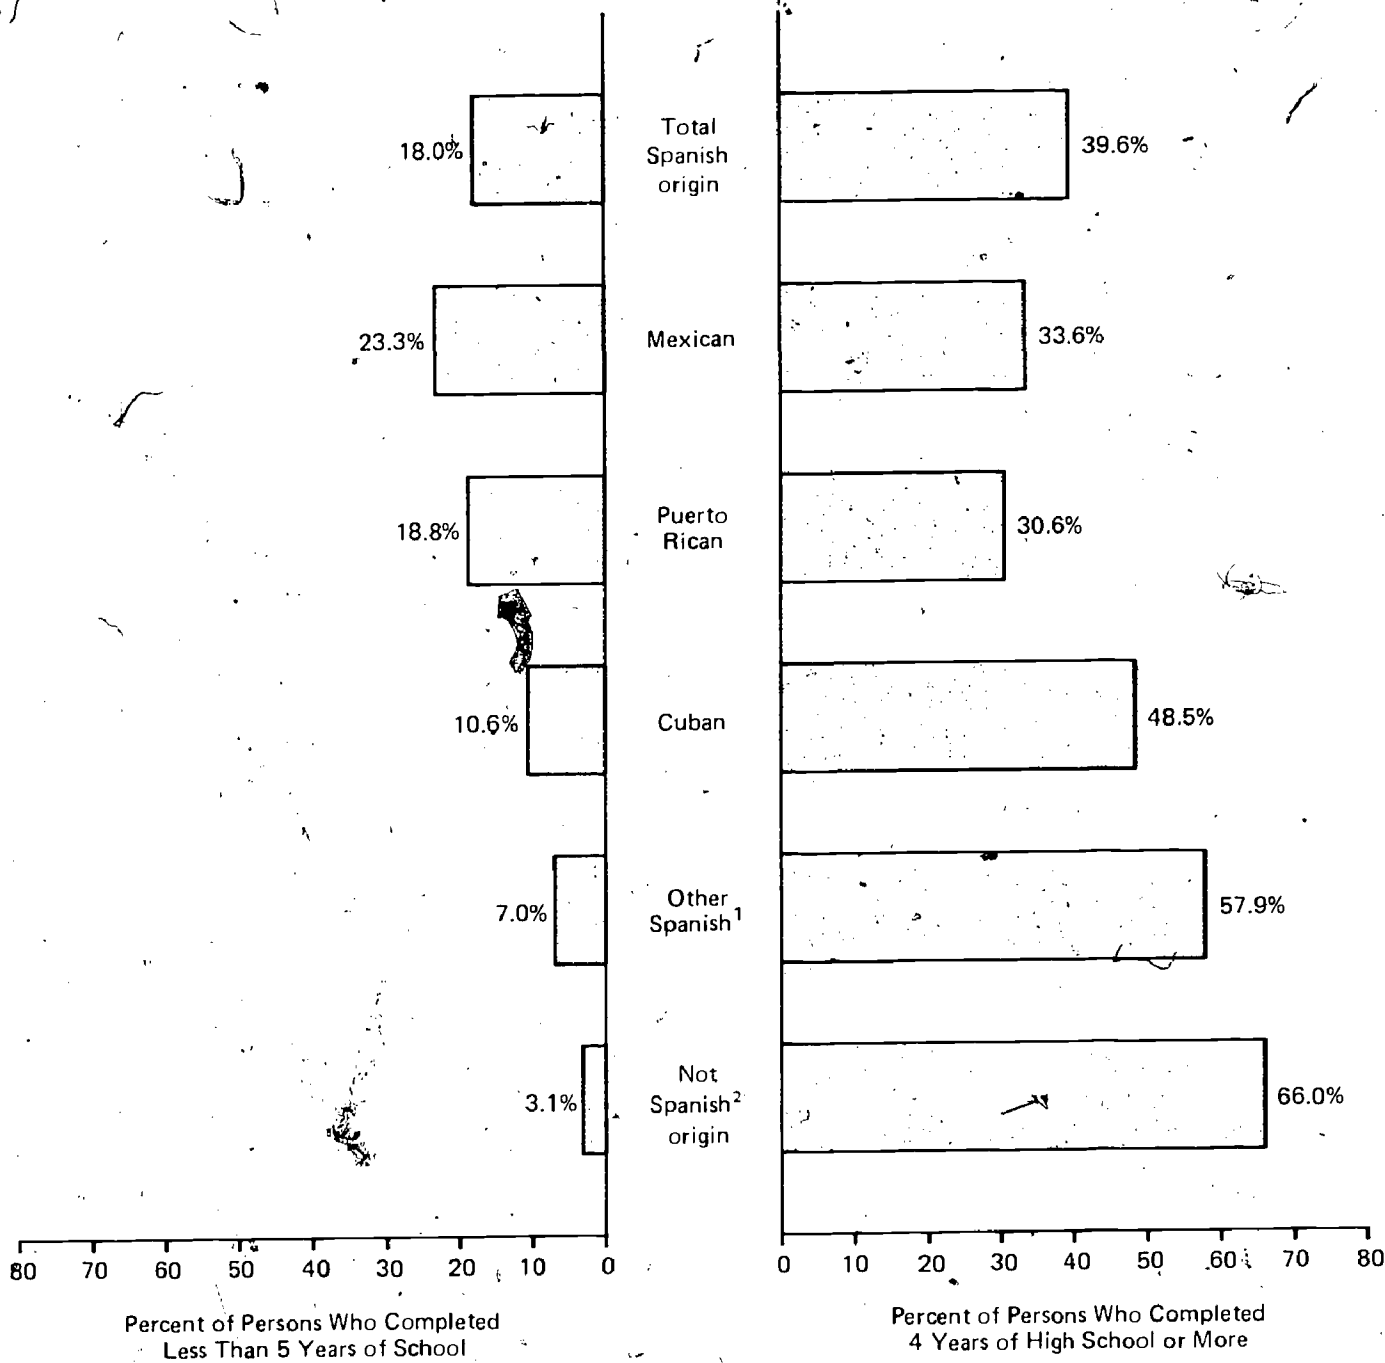 18.0%
Total
Spanish
origin
39.6%
23.3%
Mexican
33.6%
18.8%
Puerto
Rican
30.6%
10.6%
Cuban
48.5%
7.0%
Other
Spanish¹
57.9%
3.1%
Not
Spanish²
origin
66.0%
80 70 60 50 40 30 20 10 0
0 10 20 30 40 50 60 70 80
Percent of Persons Who Completed
Less Than 5 Years of School
Percent of Persons Who Completed
4 Years of High School or More